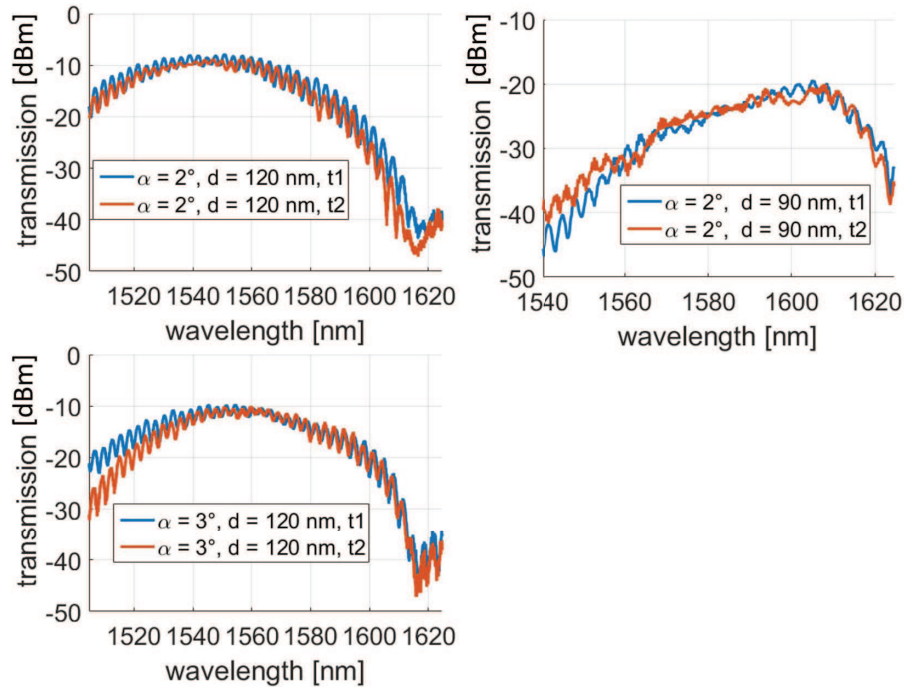 transmission [dBm]
0
-10
-20
-30
-40
-50
α = 2°, d = 120 nm, t1
α = 2°, d = 120 nm, t2
1520 1540 1560 1580 1600 1620
wavelength [nm]
transmission [dBm]
-10
-20
-30
-40
-50
α = 2°, d = 90 nm, t1
α = 2°, d = 90 nm, t2
1540 1560 1580 1600 1620
wavelength [nm]
transmission [dBm]
0
-10
-20
-30
-40
-50
α = 3°, d = 120 nm, t1
α = 3°, d = 120 nm, t2
1520 1540 1560 1580 1600 1620
wavelength [nm]